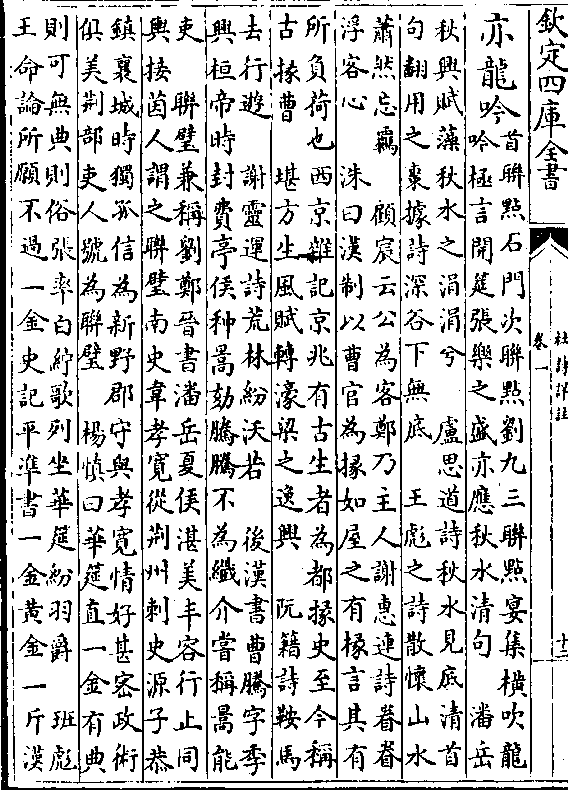 欽定四庫全書
杜詩詳註
卷一
亦龍吟
首聯點石門次聯點劉九三聯點宴集橫吹龍
吟極言開筵張樂之盛亦應秋水清句　潘岳
秋興賦藻秋水之涓涓兮　盧思道詩秋水見底清首
句翻用之棗據詩深谷下無底　王彪之詩散懷山水
蕭然忘羈　顧宸云公為客鄭乃主人謝惠連詩眷眷
浮客心　洙曰漢制以曹官為掾如屋之有椽言其有
所負荷也西京雜記京兆有古生者為都掾史至今稱
古掾曹　堪方生風賦轉濠梁之逸興　阮籍詩鞍馬
去行遊　謝靈運詩荒林紛沃若　後漢書曹騰字季
興桓帝時封費亭侯种暠劾騰騰不為纖介嘗稱暠能
吏　聯璧兼稱劉鄭晉書潘岳夏侯湛美丰容行止同
輿接茵人謂之聯璧南史韋孝寛從荆州刺史源子恭
鎮襄城時獨孤信為新野郡守與孝寛情好甚密政術
俱美荆部吏人號為聯璧　楊慎曰華筵直一金有典
則可無典則俗張率白紵歌列坐華筵紛羽爵　班彪
王命論所願不過一金史記平準書一金黃金一斤漢